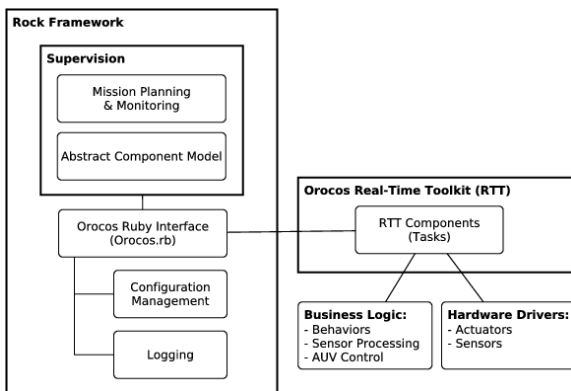 Rock Framework
Supervision
Mission Planning
& Monitoring
Abstract Component Model
Orocos Ruby Interface
(Orocos.rb)
Configuration
Management
Logging
Orocos Real-Time Toolkit (RTT)
RTT Components
(Tasks)
Business Logic:
- Behaviors
- Sensor Processing
- AUV Control
Hardware Drivers:
- Actuators
- Sensors